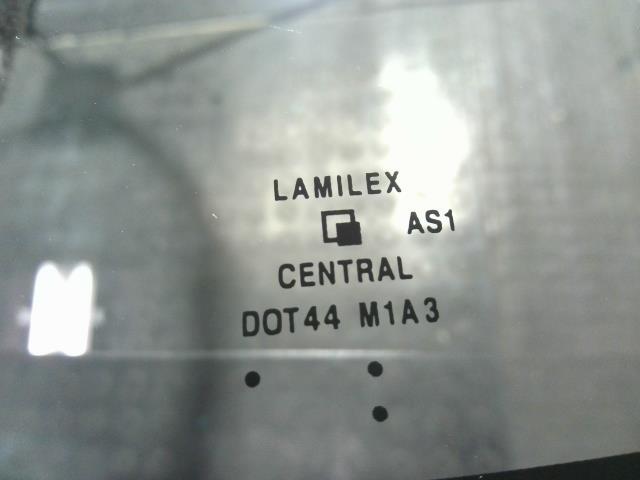 LAMILEX
AS1
CENTRAL
DOT44 M1A3